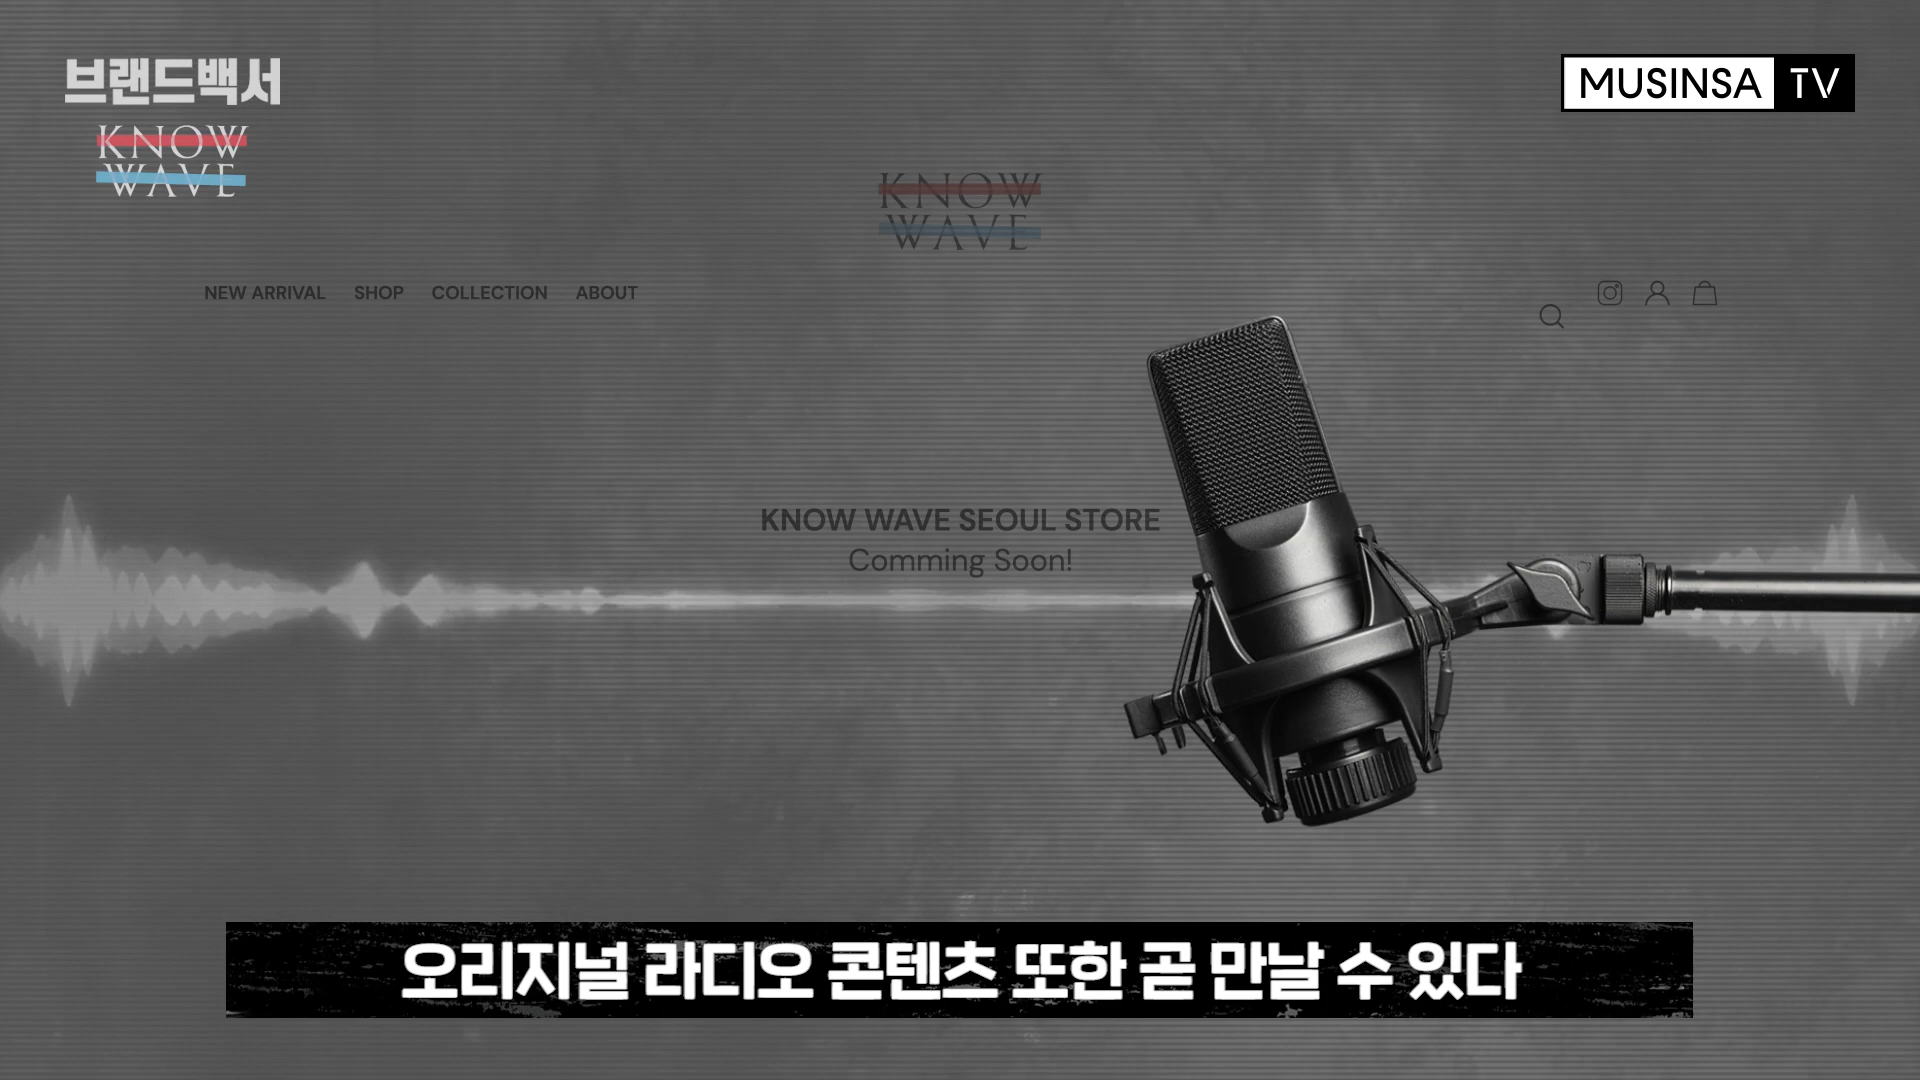 브랜드백서
KNOW
WAVE
MUSINSA TV
KNOW
WAVE
NEW ARRIVAL SHOP COLLECTION ABOUT
KNOW WAVE SEOUL STORE
Comming Soon!
오리지널 라디오 콘텐츠 또한 곧 만날 수 있다